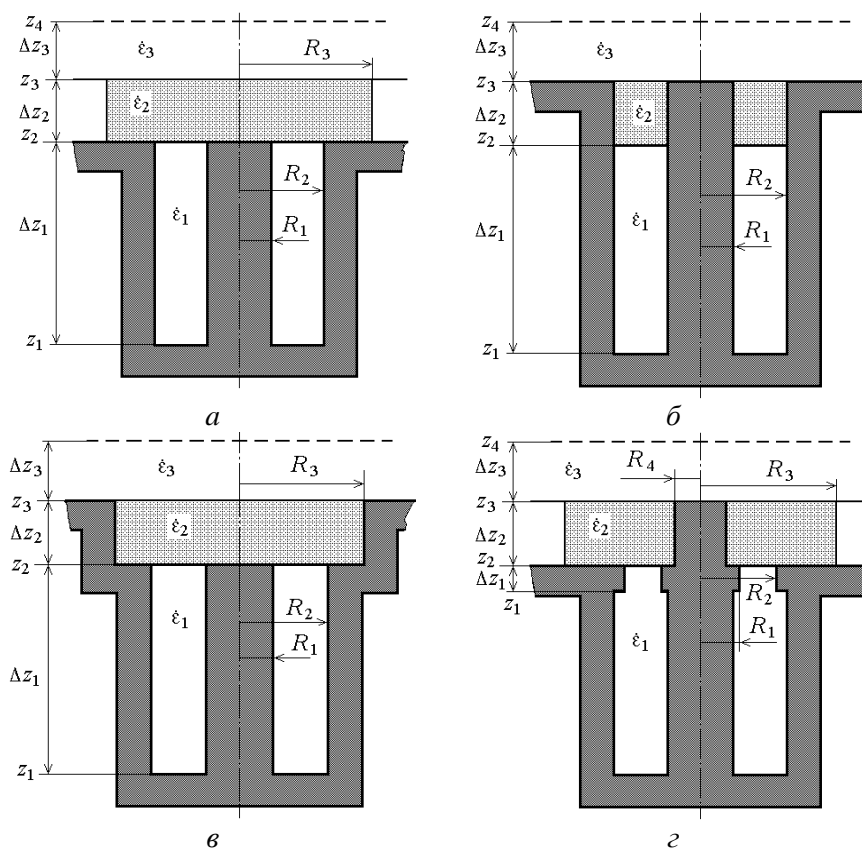 z₄
Δz₃
ε̇₃
R₃
z₃
Δz₂
ε̇₂
z₂
R₂
Δz₁
ε̇₁
R₁
z₁
а
z₄
Δz₃
ε̇₃
z₃
Δz₂
ε̇₂
z₂
R₂
Δz₁
ε̇₁
R₁
z₁
б
Δz₃
ε̇₃
R₃
z₃
Δz₂
ε̇₂
z₂
R₂
ε̇₁
R₁
Δz₁
z₁
в
z₄
Δz₃
ε̇₃
R₄
R₃
z₃
Δz₂
ε̇₂
z₂
Δz₁
R₂
z₁
ε̇₁
R₁
г